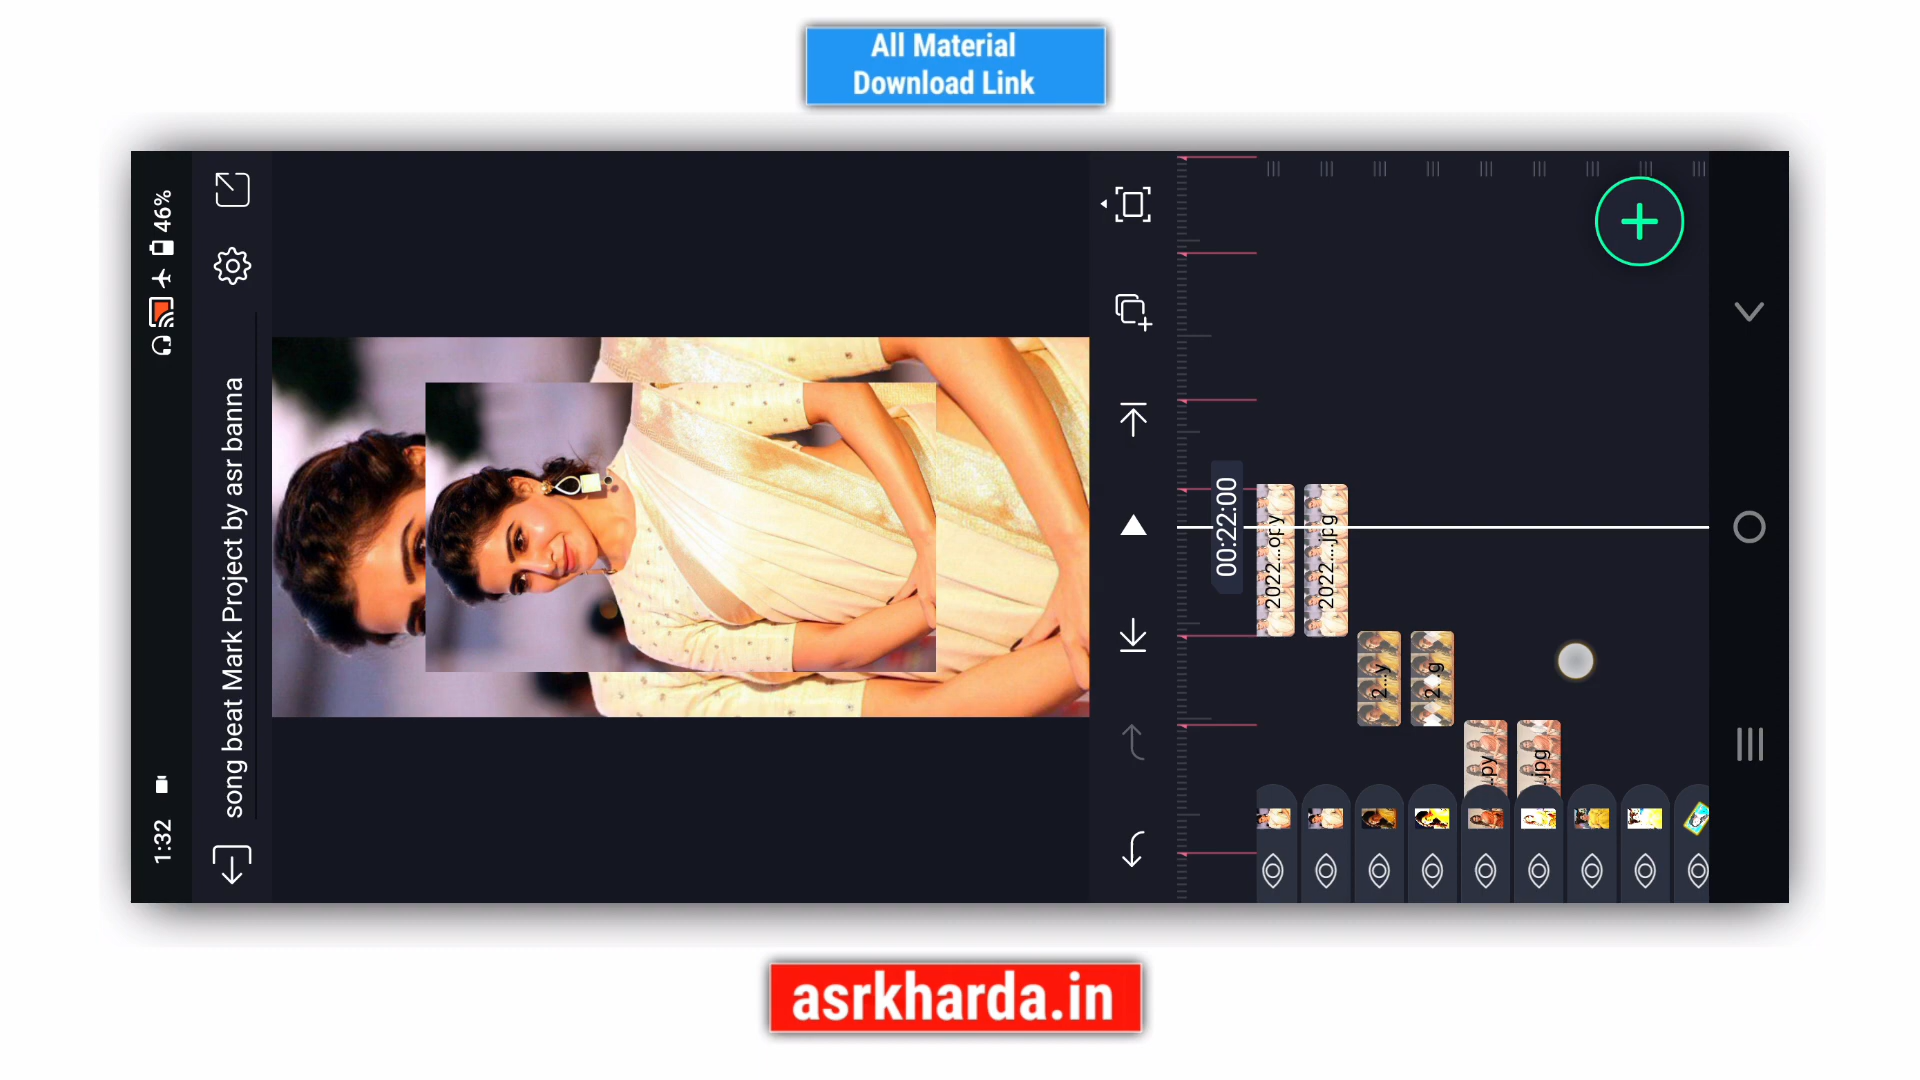 All Material
Download Link
1:32
46%
song beat Mark Project by asr banna
00:22:00
2022...opy
2022....jpg
2...y
2...g
..py
..jpg
asrkharda.in